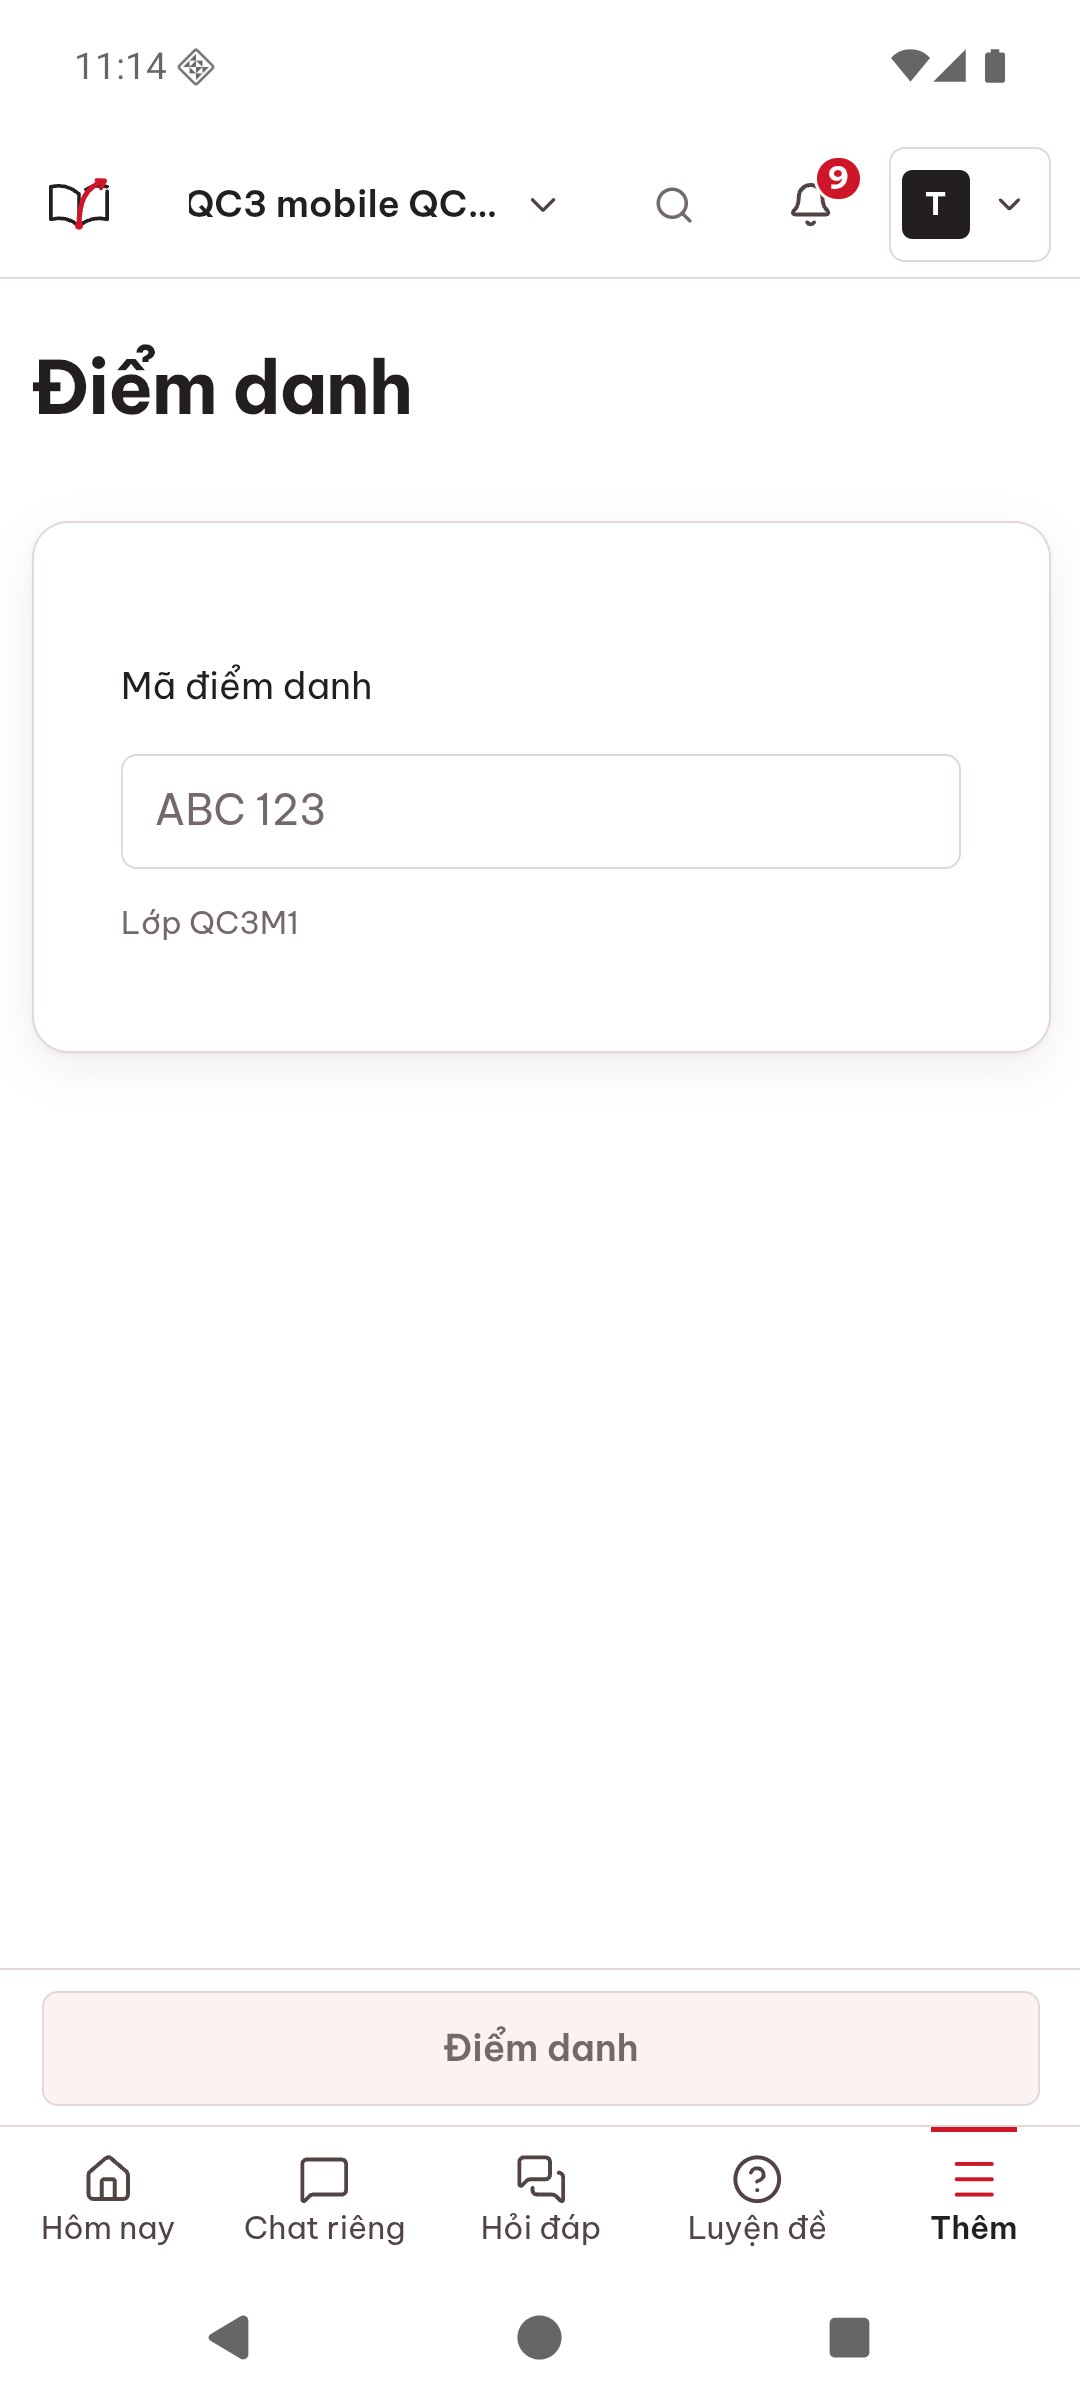 11:14
QC3 mobile QC...
9
T
Điểm danh
Mã điểm danh
ABC 123
Lớp QC3M1
Điểm danh
Hôm nay
Chat riêng
Hỏi đáp
Luyện đề
Thêm